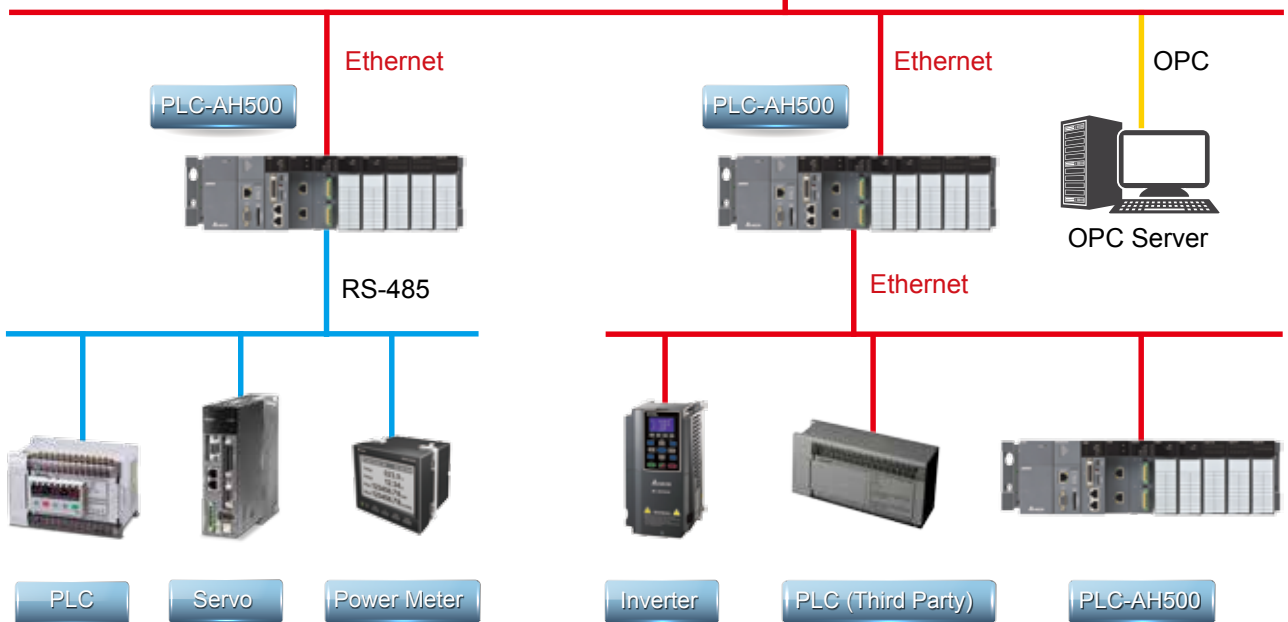 Ethernet
Ethernet
OPC
PLC-AH500
PLC-AH500
OPC Server
RS-485
Ethernet
PLC
Servo
Power Meter
Inverter
PLC (Third Party)
PLC-AH500